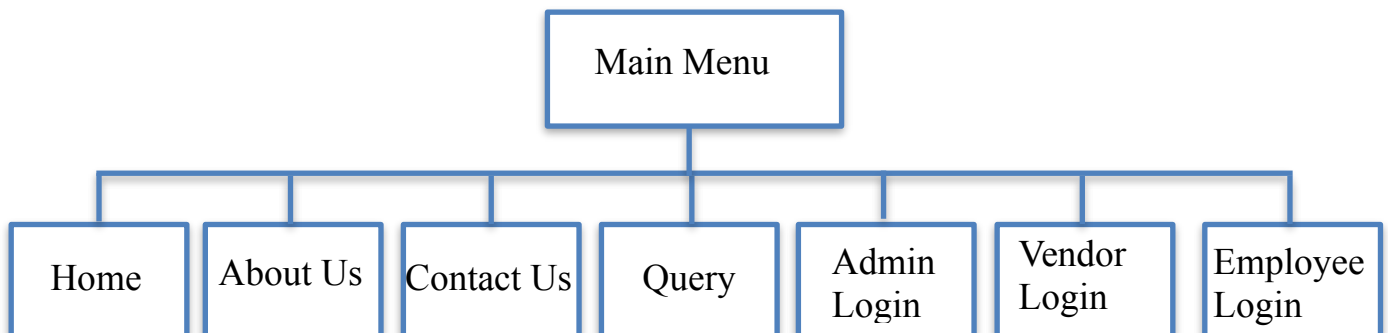 Main Menu
Home
About Us
Contact Us
Query
Admin
Login
Vendor
Login
Employee
Login